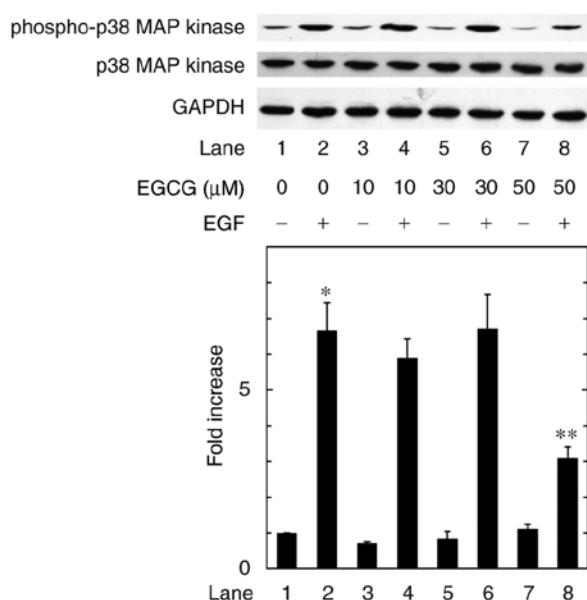 phospho-p38 MAP kinase
p38 MAP kinase
GAPDH
Lane 1 2 3 4 5 6 7 8
EGCG (μM) 0 0 10 10 30 30 50 50
EGF − + − + − + − +
*
5
**
Fold increase
0
Lane 1 2 3 4 5 6 7 8